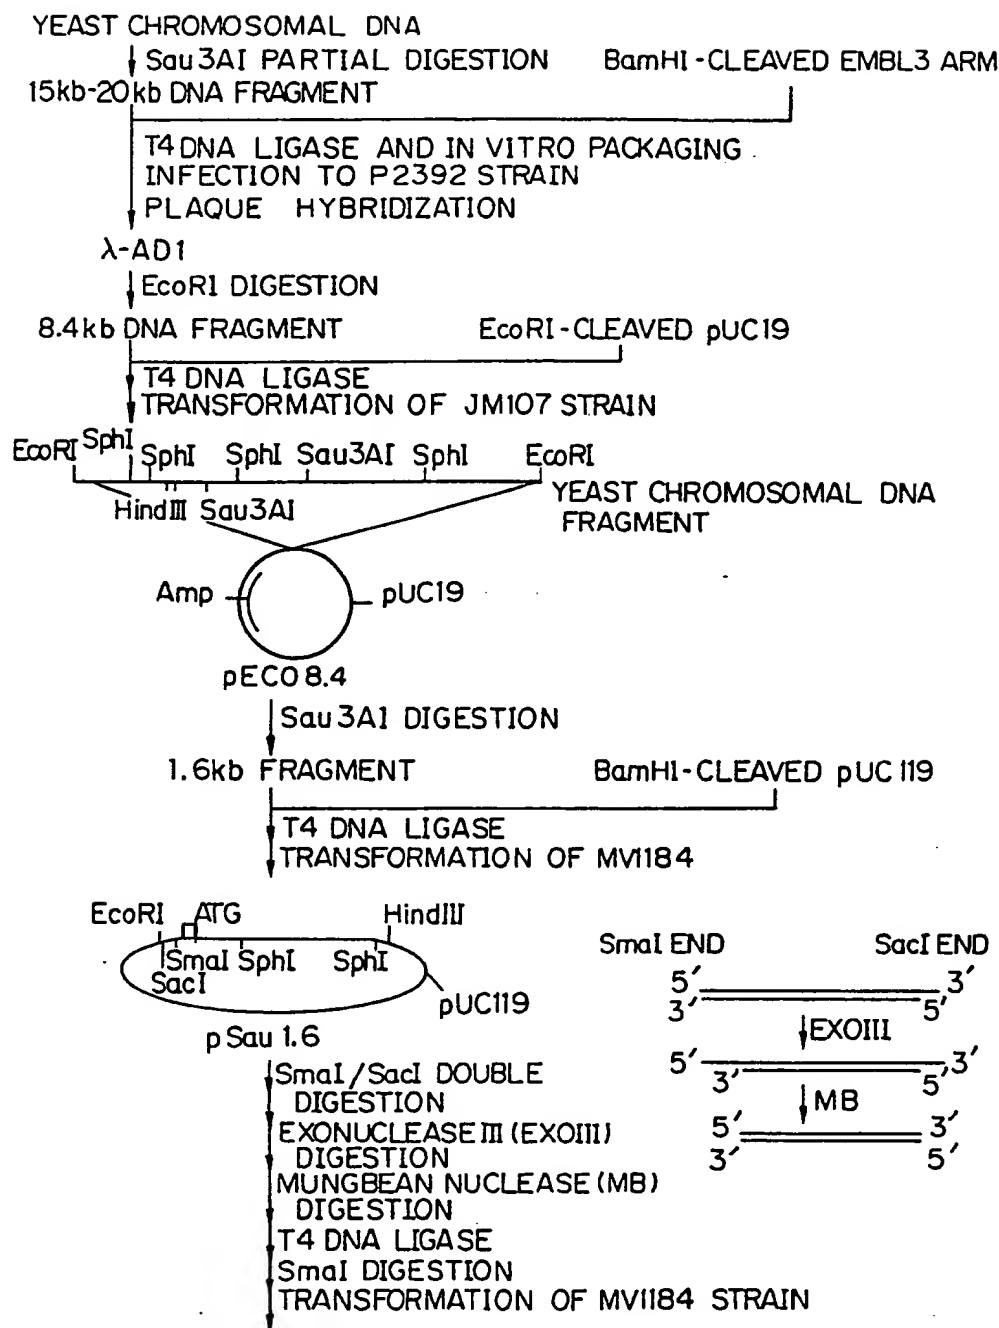 YEAST CHROMOSOMAL DNA
Sau3AI PARTIAL DIGESTION
BamHI-CLEAVED EMBL3 ARM
15kb-20kb DNA FRAGMENT
T4 DNA LIGASE AND IN VITRO PACKAGING
INFECTION TO P2392 STRAIN
PLAQUE HYBRIDIZATION
λ-AD1
EcoRI DIGESTION
8.4kb DNA FRAGMENT
EcoRI-CLEAVED pUC19
T4 DNA LIGASE
TRANSFORMATION OF JM107 STRAIN
EcoRI SphI SphI SphI Sau3AI SphI EcoRI
HindIII Sau3AI
YEAST CHROMOSOMAL DNA
FRAGMENT
Amp
pUC19
pECO8.4
Sau3AI DIGESTION
1.6kb FRAGMENT
BamHI-CLEAVED pUC119
T4 DNA LIGASE
TRANSFORMATION OF MV1184
EcoRI ATG HindIII
SmaI SphI SphI
SacI
pUC119
pSau1.6
SmaI END SacI END
5′ 3′
3′ 5′
EXOIII
5′ 3′
3′ 5′
MB
5′ 3′
3′ 5′
SmaI/SacI DOUBLE
DIGESTION
EXONUCLEASE III (EXOIII)
DIGESTION
MUNGBEAN NUCLEASE (MB)
DIGESTION
T4 DNA LIGASE
SmaI DIGESTION
TRANSFORMATION OF MV1184 STRAIN